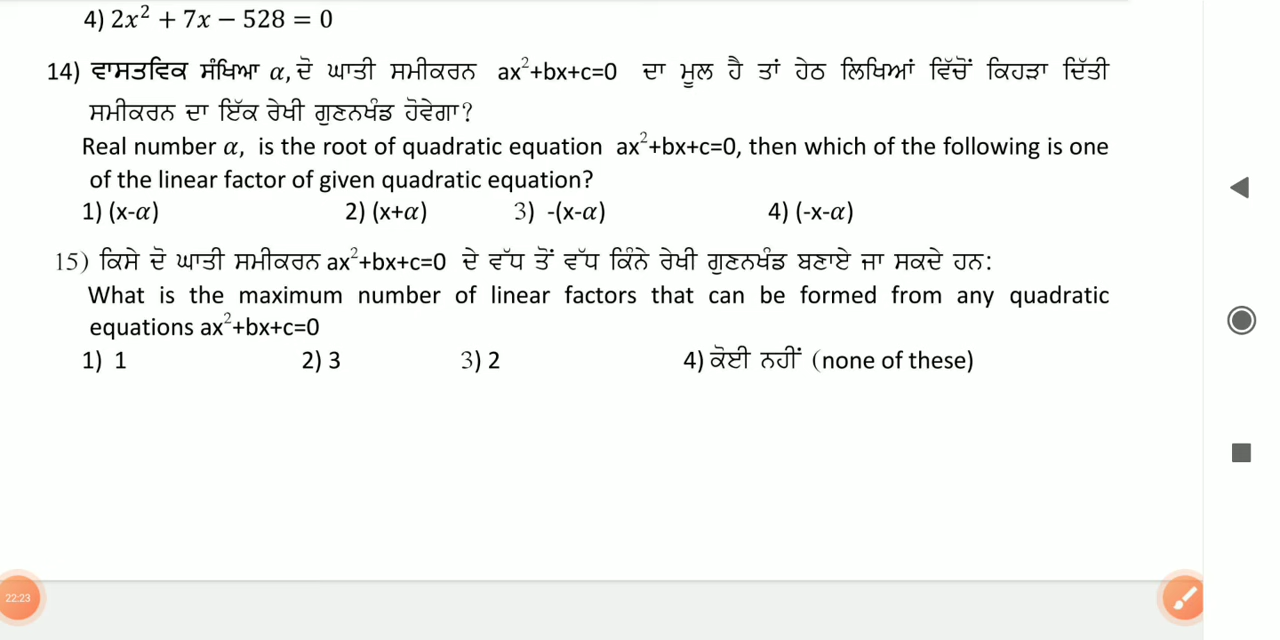 4) 2x² + 7x − 528 = 0
14) ਵਾਸਤਵਿਕ ਸੰਖਿਆ α, ਦੋ ਘਾਤੀ ਸਮੀਕਰਨ ax²+bx+c=0 ਦਾ ਮੂਲ ਹੈ ਤਾਂ ਹੇਠ ਲਿਖਿਆਂ ਵਿੱਚੋਂ ਕਿਹੜਾ ਦਿੱਤੀ
ਸਮੀਕਰਨ ਦਾ ਇੱਕ ਰੇਖੀ ਗੁਣਨਖੰਡ ਹੋਵੇਗਾ?
Real number α, is the root of quadratic equation ax²+bx+c=0, then which of the following is one
of the linear factor of given quadratic equation?
1) (x-α) 2) (x+α) 3) -(x-α) 4) (-x-α)
15) ਕਿਸੇ ਦੋ ਘਾਤੀ ਸਮੀਕਰਨ ax²+bx+c=0 ਦੇ ਵੱਧ ਤੋਂ ਵੱਧ ਕਿੰਨੇ ਰੇਖੀ ਗੁਣਨਖੰਡ ਬਣਾਏ ਜਾ ਸਕਦੇ ਹਨ:
What is the maximum number of linear factors that can be formed from any quadratic
equations ax²+bx+c=0
1) 1 2) 3 3) 2 4) ਕੋਈ ਨਹੀਂ (none of these)
22:23